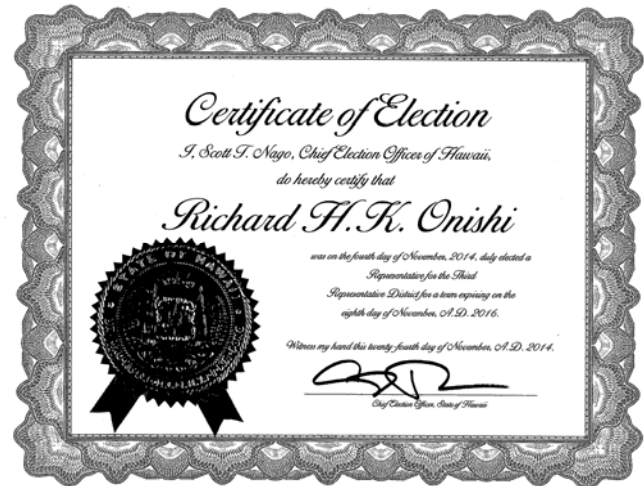 Certificate of Election
I, Scott T. Nago, Chief Election Officer of Hawaii,
do hereby certify that
Richard H. K. Onishi
was on the fourth day of November, 2014, duly elected a
Representative for the Third
Representative District for a term expiring on the
eighth day of November, A.D. 2016.
Witness my hand this twenty-fourth day of November, A.D. 2014.
Chief Election Officer, State of Hawaii
STATE OF HAWAII